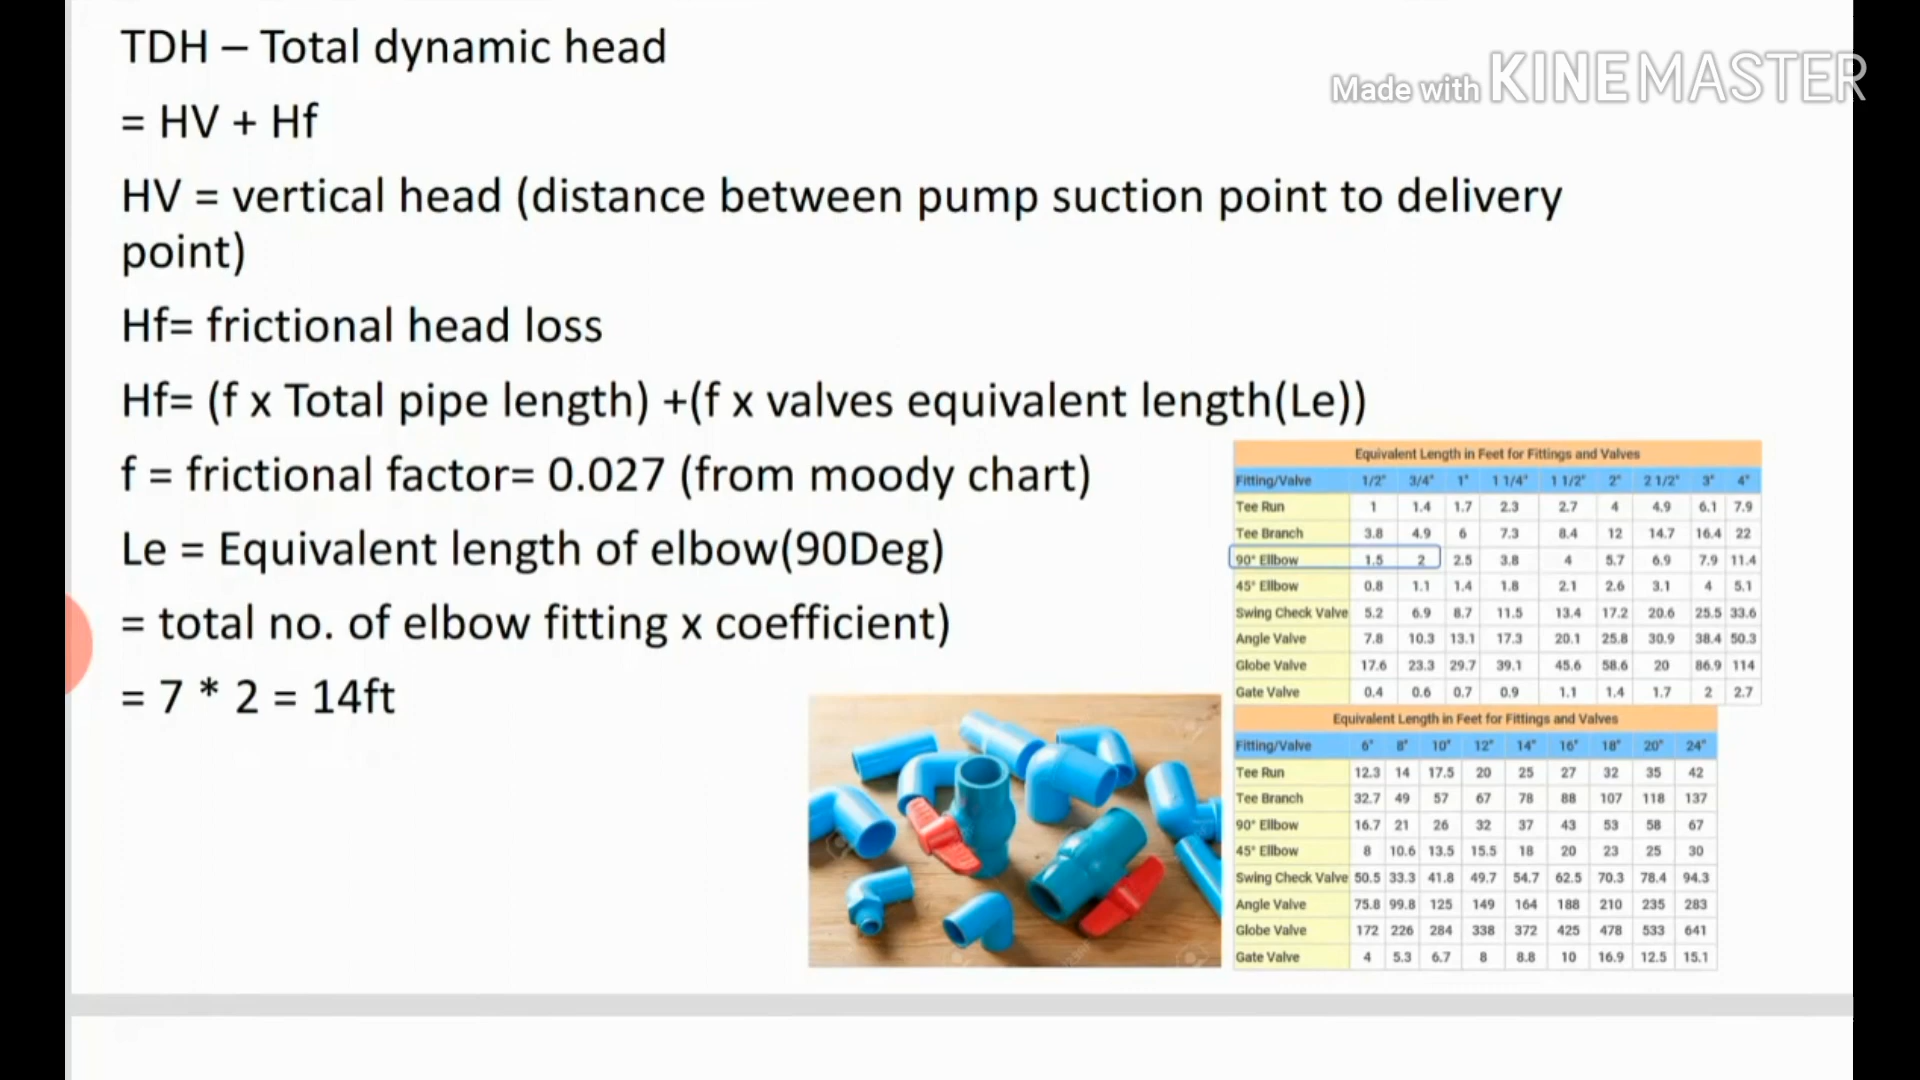 TDH – Total dynamic head
Made with KINEMASTER
= HV + Hf
HV = vertical head (distance between pump suction point to delivery
point)
Hf= frictional head loss
Hf= (f x Total pipe length) +(f x valves equivalent length(Le))
f = frictional factor= 0.027 (from moody chart)
Le = Equivalent length of elbow(90Deg)
= total no. of elbow fitting x coefficient)
= 7 * 2 = 14ft
Equivalent Length in Feet for Fittings and Valves
Fitting/Valve 1/2" 3/4" 1" 1 1/4" 1 1/2" 2" 2 1/2" 3" 4"
Tee Run 1 1.4 1.7 2.3 2.7 4 4.9 6.1 7.9
Tee Branch 3.8 4.9 6 7.3 8.4 12 14.7 16.4 22
90° Ellbow 1.5 2 2.5 3.8 4 5.7 6.9 7.9 11.4
45° Ellbow 0.8 1.1 1.4 1.8 2.1 2.6 3.1 4 5.1
Swing Check Valve 5.2 6.9 8.7 11.5 13.4 17.2 20.6 25.5 33.6
Angle Valve 7.8 10.3 13.1 17.3 20.1 25.8 30.9 38.4 50.3
Globe Valve 17.6 23.3 29.7 39.1 45.6 58.6 20 86.9 114
Gate Valve 0.4 0.6 0.7 0.9 1.1 1.4 1.7 2 2.7
Equivalent Length in Feet for Fittings and Valves
Fitting/Valve 6" 8" 10" 12" 14" 16" 18" 20" 24"
Tee Run 12.3 14 17.5 20 25 27 32 35 42
Tee Branch 32.7 49 57 67 78 88 107 118 137
90° Ellbow 16.7 21 26 32 37 43 53 58 67
45° Ellbow 8 10.6 13.5 15.5 18 20 23 25 30
Swing Check Valve 50.5 33.3 41.8 49.7 54.7 62.5 70.3 78.4 94.3
Angle Valve 75.8 99.8 125 149 164 188 210 235 283
Globe Valve 172 226 284 338 372 425 478 533 641
Gate Valve 4 5.3 6.7 8 8.8 10 16.9 12.5 15.1